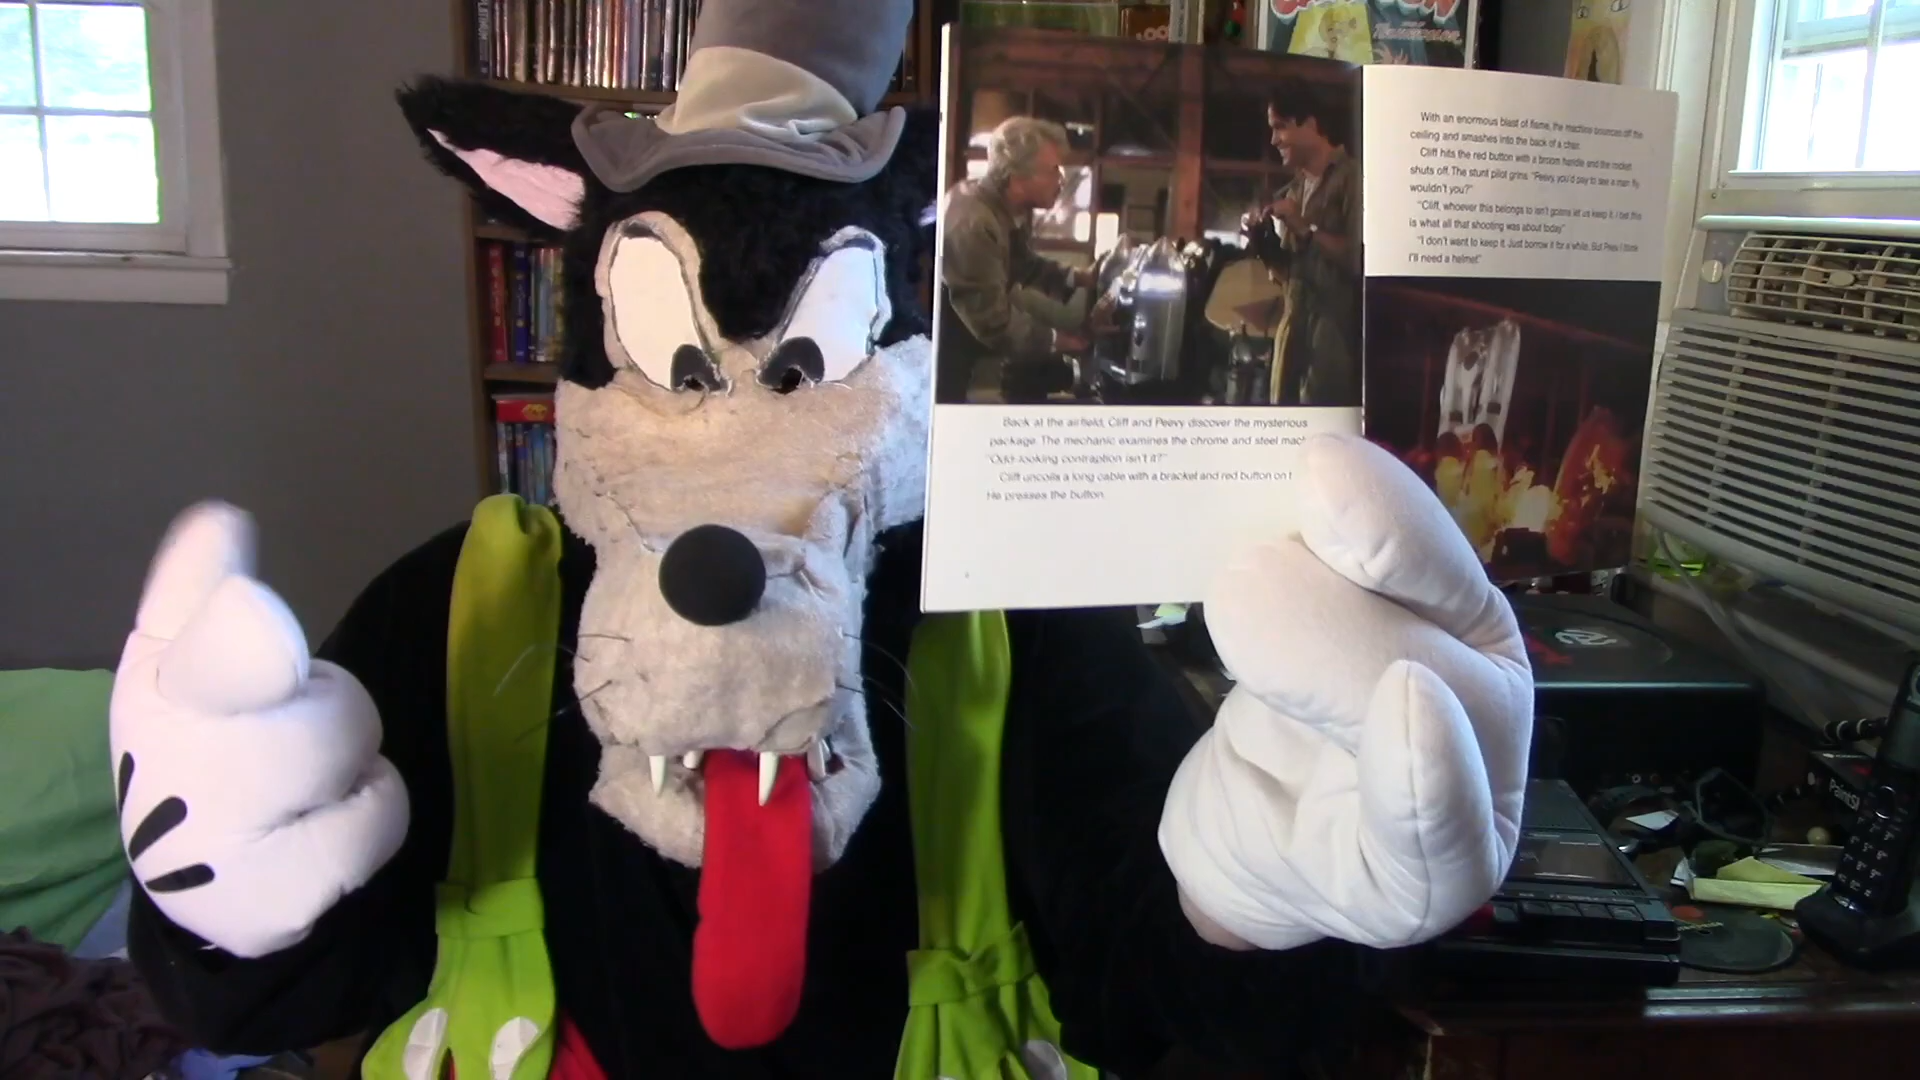 Back at the airfield, Cliff and Peevy discover the mysterious
package. The mechanic examines the chrome and steel mac
"Odd-looking contraption isn't it?"
Cliff uncoils a long cable with a bracket and red button on t
He presses the button.
With an enormous blast of flame, the machine bounces off the
ceiling and smashes into the back of a chair.
Cliff hits the red button with a broom handle and the rocket
shuts off. The stunt pilot grins. "Peevy, you'd pay to see a man fly
wouldn't you?"
"Cliff, whoever this belongs to isn't gonna let us keep it. I bet this
is what all that shooting was about today"
"I don't want to keep it. Just borrow it for a while. But Peev, I think
I'll need a helmet"
PaintS